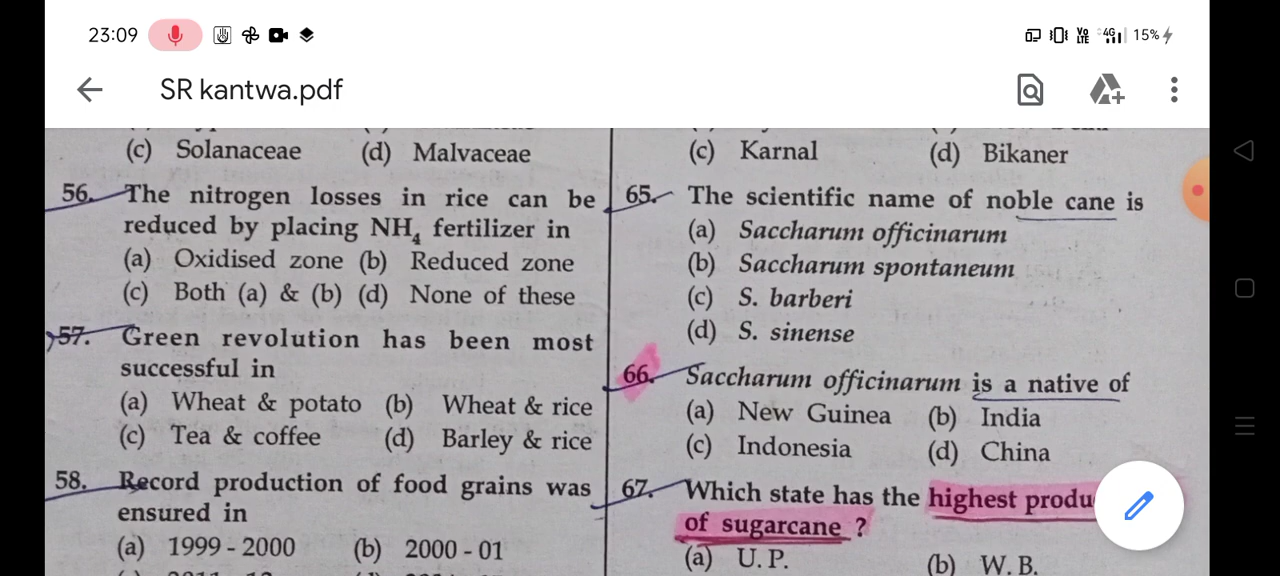 23:09
Vo LTE 4G 15%
SR kantwa.pdf
(c) Solanaceae (d) Malvaceae
56. The nitrogen losses in rice can be
reduced by placing NH₄ fertilizer in
(a) Oxidised zone (b) Reduced zone
(c) Both (a) & (b) (d) None of these
57. Green revolution has been most
successful in
(a) Wheat & potato (b) Wheat & rice
(c) Tea & coffee (d) Barley & rice
58. Record production of food grains was
ensured in
(a) 1999 - 2000 (b) 2000 - 01
(c) Karnal (d) Bikaner
65. The scientific name of noble cane is
(a) Saccharum officinarum
(b) Saccharum spontaneum
(c) S. barberi
(d) S. sinense
66. Saccharum officinarum is a native of
(a) New Guinea (b) India
(c) Indonesia (d) China
67. Which state has the highest produ
of sugarcane ?
(a) U. P. (b) W. B.